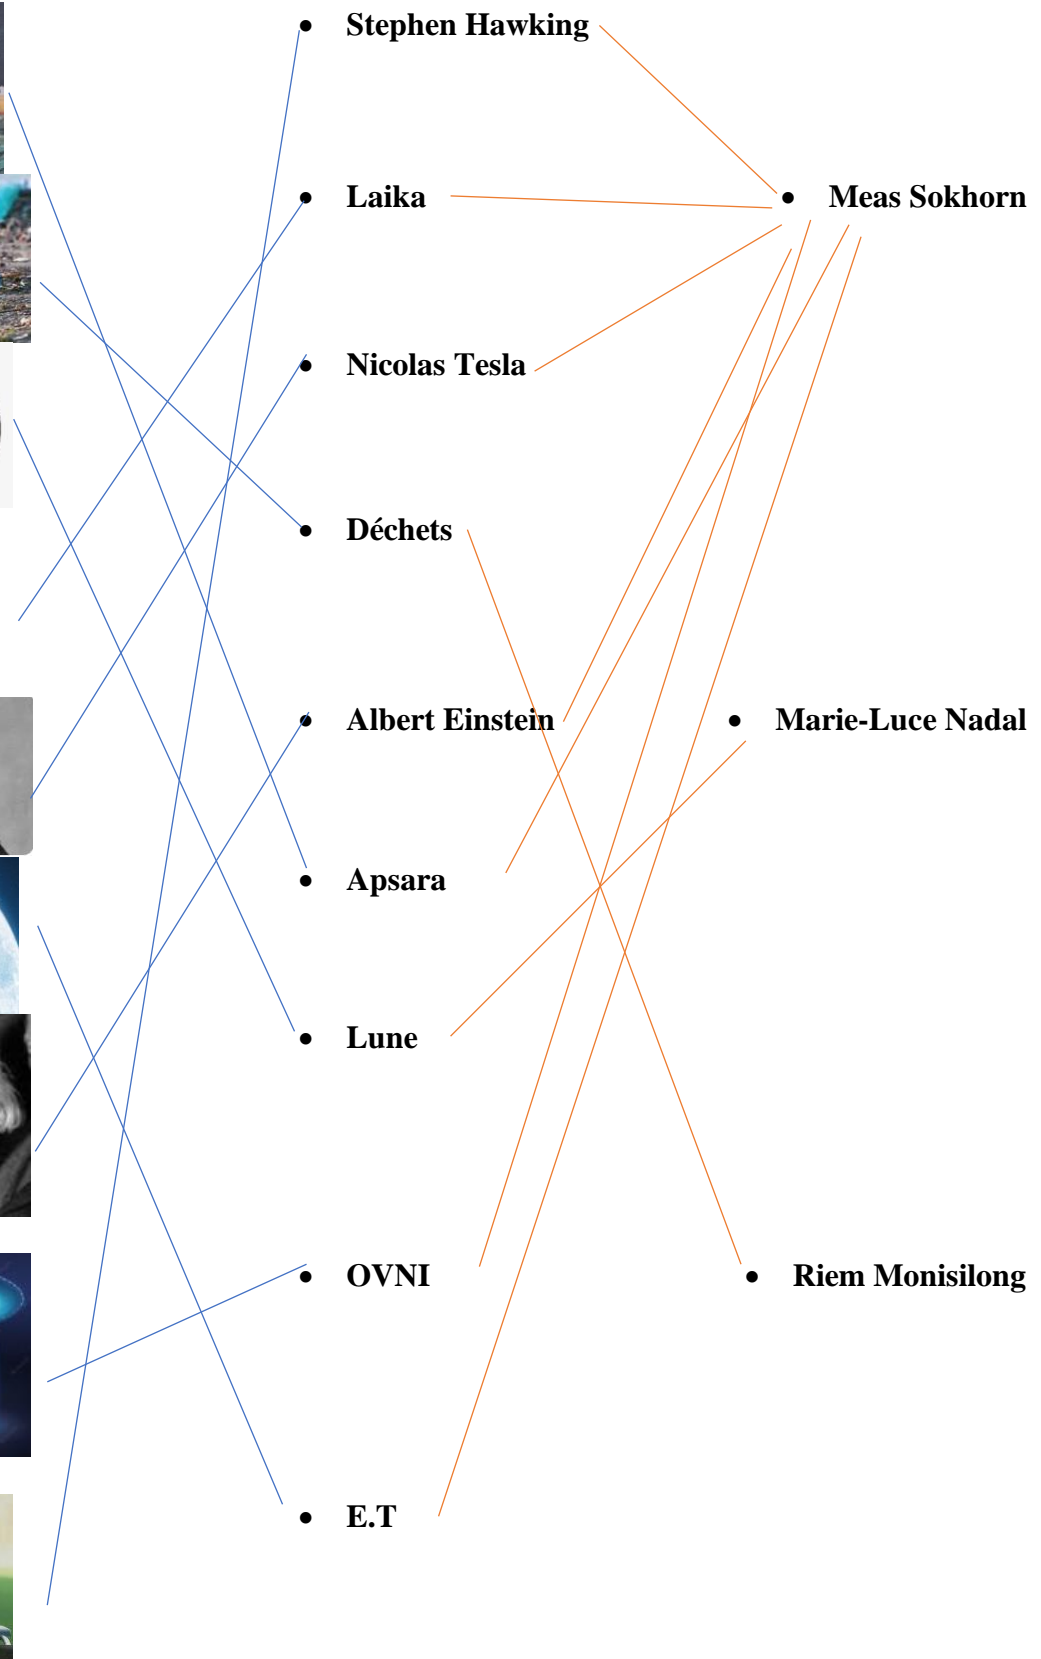 Stephen Hawking
Laika
Meas Sokhorn
Nicolas Tesla
Déchets
Albert Einstein
Marie-Luce Nadal
Apsara
Lune
OVNI
Riem Monisilong
E.T